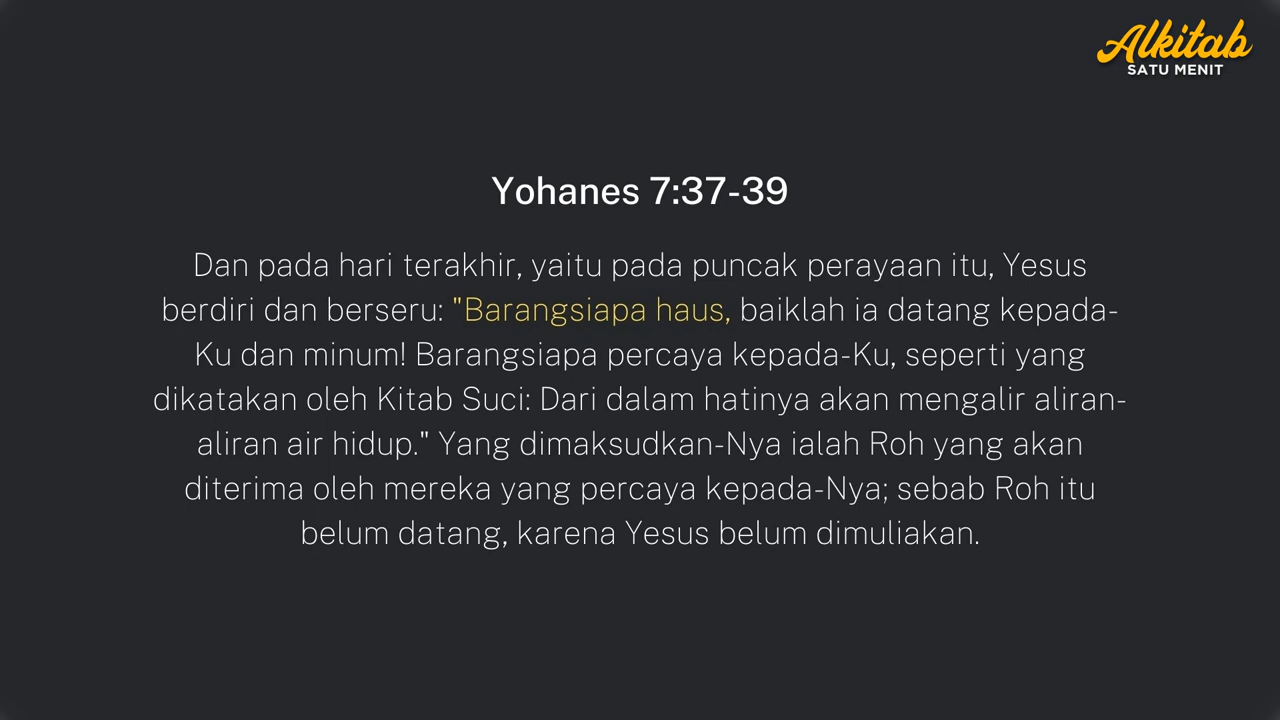 Alkitab
SATU MENIT
Yohanes 7:37-39
Dan pada hari terakhir, yaitu pada puncak perayaan itu, Yesus
berdiri dan berseru: "Barangsiapa haus, baiklah ia datang kepada-
Ku dan minum! Barangsiapa percaya kepada-Ku, seperti yang
dikatakan oleh Kitab Suci: Dari dalam hatinya akan mengalir aliran-
aliran air hidup." Yang dimaksudkan-Nya ialah Roh yang akan
diterima oleh mereka yang percaya kepada-Nya; sebab Roh itu
belum datang, karena Yesus belum dimuliakan.